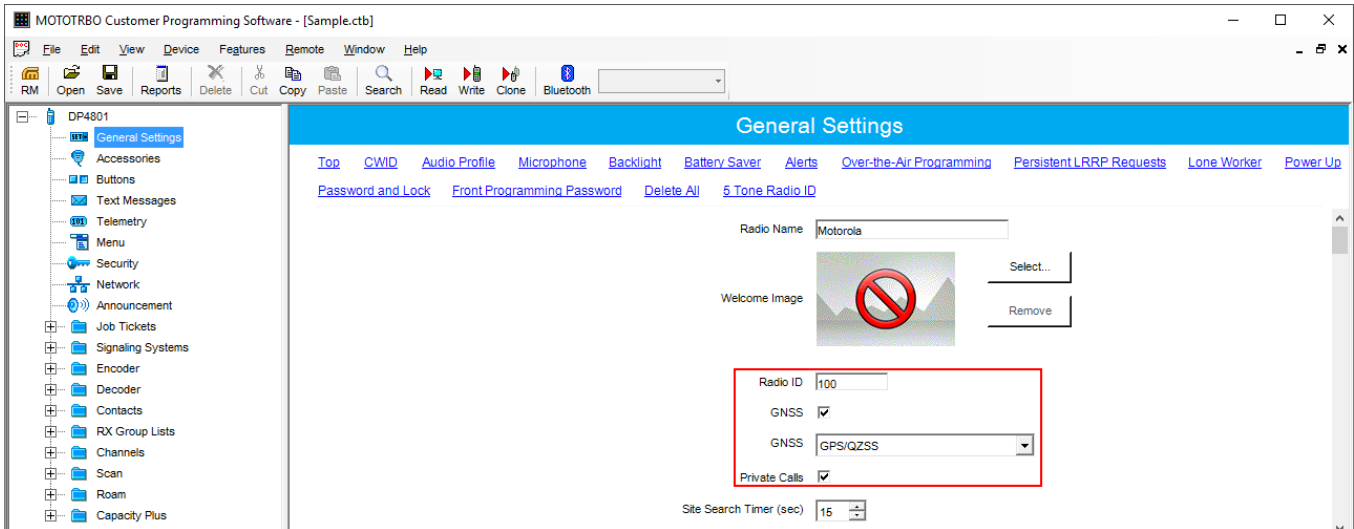 MOTOTRBO Customer Programming Software - [Sample.ctb]
File Edit View Device Features Remote Window Help
RM Open Save Reports Delete Cut Copy Paste Search Read Write Clone Bluetooth
DP4801
General Settings
Accessories
Buttons
Text Messages
Telemetry
Menu
Security
Network
Announcement
Job Tickets
Signaling Systems
Encoder
Decoder
Contacts
RX Group Lists
Channels
Scan
Roam
Capacity Plus
General Settings
Top CWID Audio Profile Microphone Backlight Battery Saver Alerts Over-the-Air Programming Persistent LRRP Requests Lone Worker Power Up
Password and Lock Front Programming Password Delete All 5 Tone Radio ID
Radio Name Motorola
Select...
Welcome Image
Remove
Radio ID 100
GNSS
GNSS GPS/QZSS
Private Calls
Site Search Timer (sec) 15